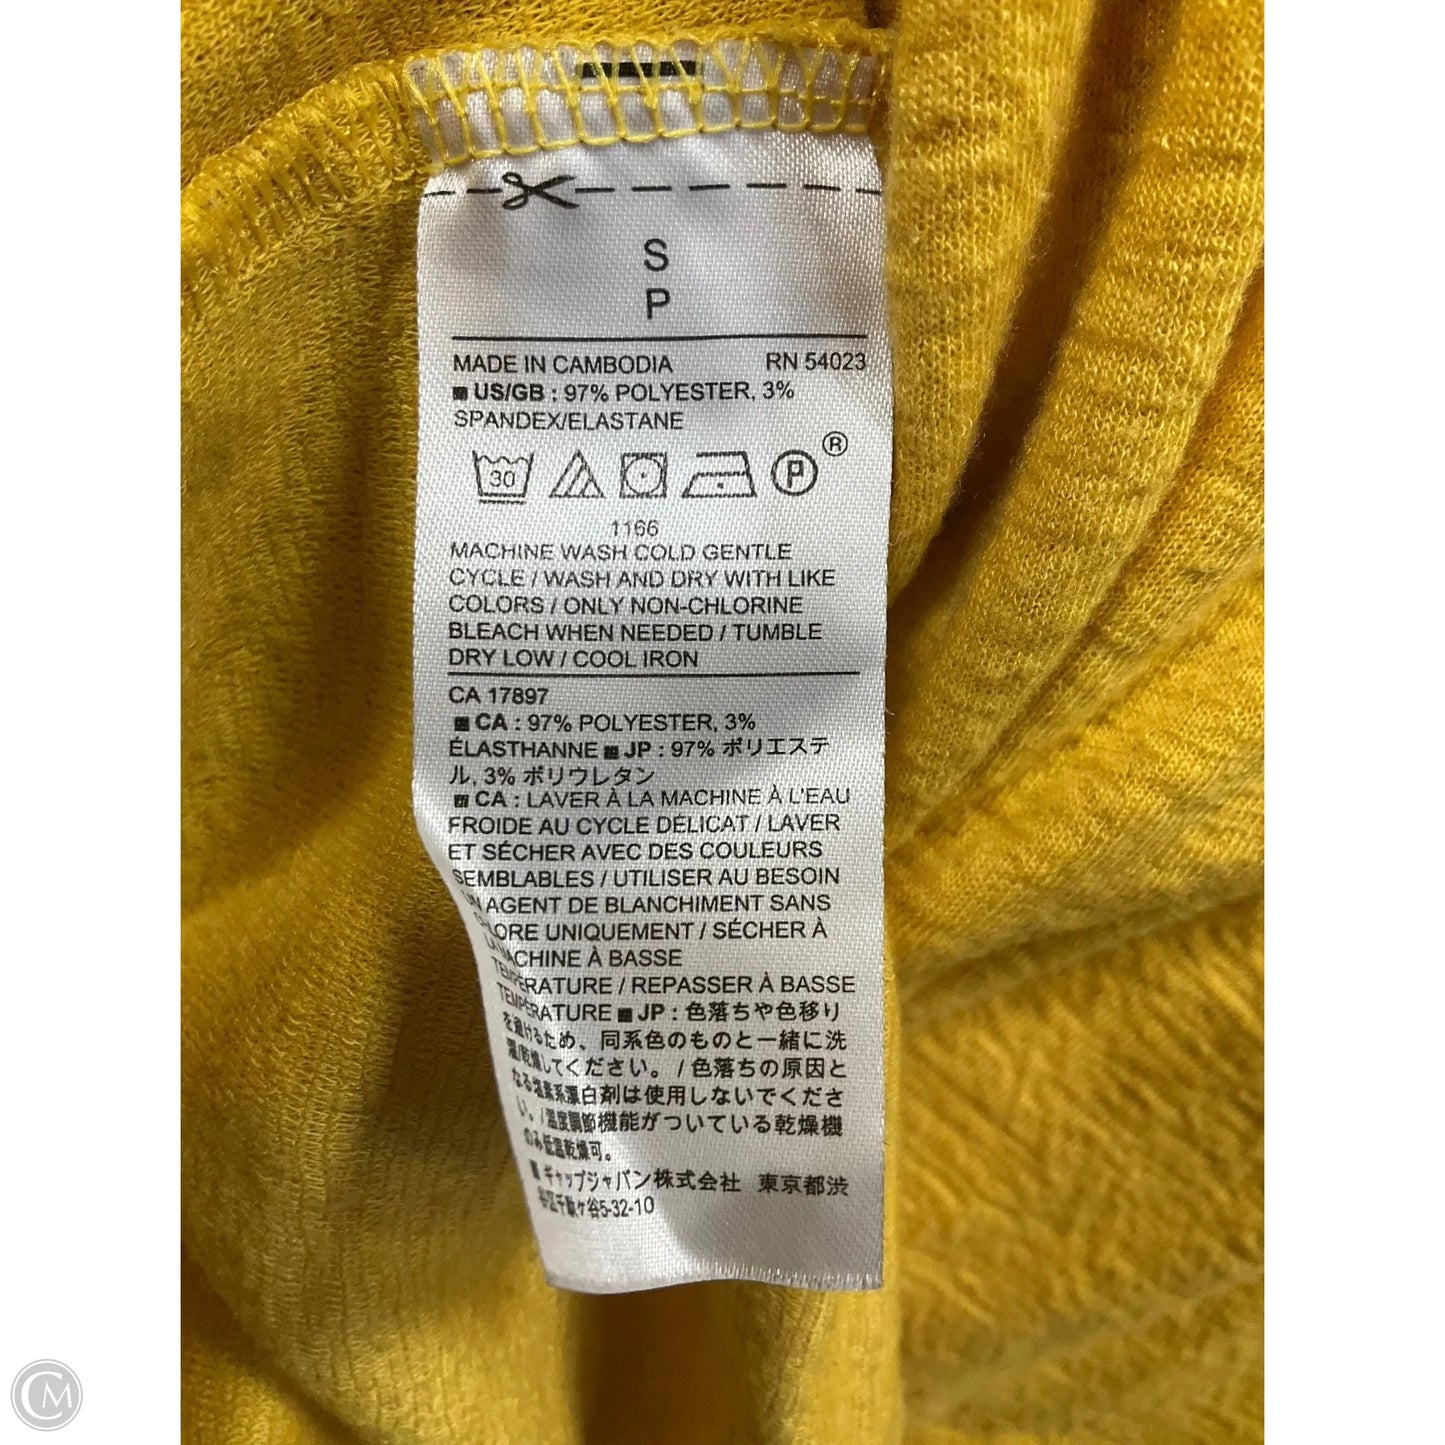 S
P
MADE IN CAMBODIA RN 54023
US/GB : 97% POLYESTER, 3%
SPANDEX/ELASTANE
30 P ®
1166
MACHINE WASH COLD GENTLE
CYCLE / WASH AND DRY WITH LIKE
COLORS / ONLY NON-CHLORINE
BLEACH WHEN NEEDED / TUMBLE
DRY LOW / COOL IRON
CA 17897
CA : 97% POLYESTER, 3%
ÉLASTHANNE JP : 97% ポリエステ
ル, 3% ポリウレタン
CA : LAVER À LA MACHINE À L'EAU
FROIDE AU CYCLE DÉLICAT / LAVER
ET SÉCHER AVEC DES COULEURS
SEMBLABLES / UTILISER AU BESOIN
UN AGENT DE BLANCHIMENT SANS
CHLORE UNIQUEMENT / SÉCHER À
LA MACHINE À BASSE
TEMPÉRATURE / REPASSER À BASSE
TEMPÉRATURE JP : 色落ちや色移り
を避けるため、同系色のものと一緒に洗
濯/乾燥してください。 / 色落ちの原因と
なる塩素系漂白剤は使用しないでくださ
い。/ 温度調節機能がついている乾燥機
のみ低温乾燥可。
ギャップジャパン株式会社 東京都渋
谷区千駄ヶ谷5-32-10
CM